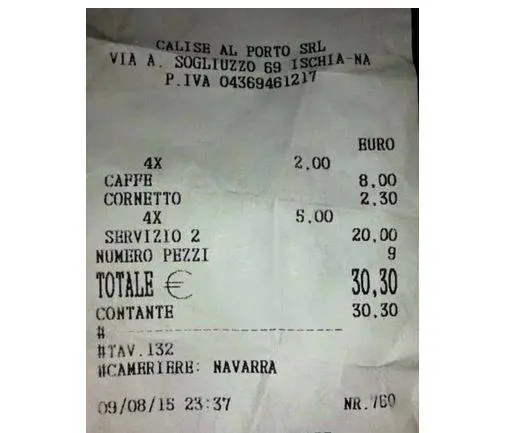 CALISE AL PORTO SRL
VIA A. SOGLIUZZO 69 ISCHIA-NA
P.IVA 04369461217
EURO
4X 2,00
CAFFE 8,00
CORNETTO 2,30
4X 5,00
SERVIZIO 2 20,00
NUMERO PEZZI 9
TOTALE € 30,30
CONTANTE 30,30
#
#TAV.132
#CAMERIERE: NAVARRA
09/08/15 23:37 NR.760